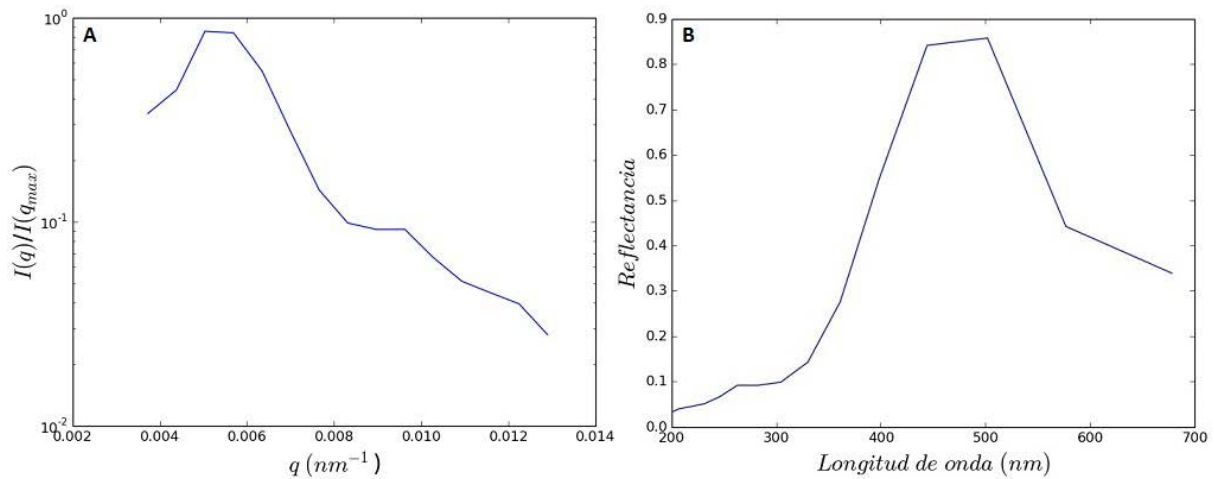 A
10^0
10^-1
10^-2
I(q)/I(q_max)
0.002 0.004 0.006 0.008 0.010 0.012 0.014
q (nm^-1)
B
0.9
0.8
0.7
0.6
0.5
0.4
0.3
0.2
0.1
0.0
Reflectancia
200 300 400 500 600 700
Longitud de onda (nm)